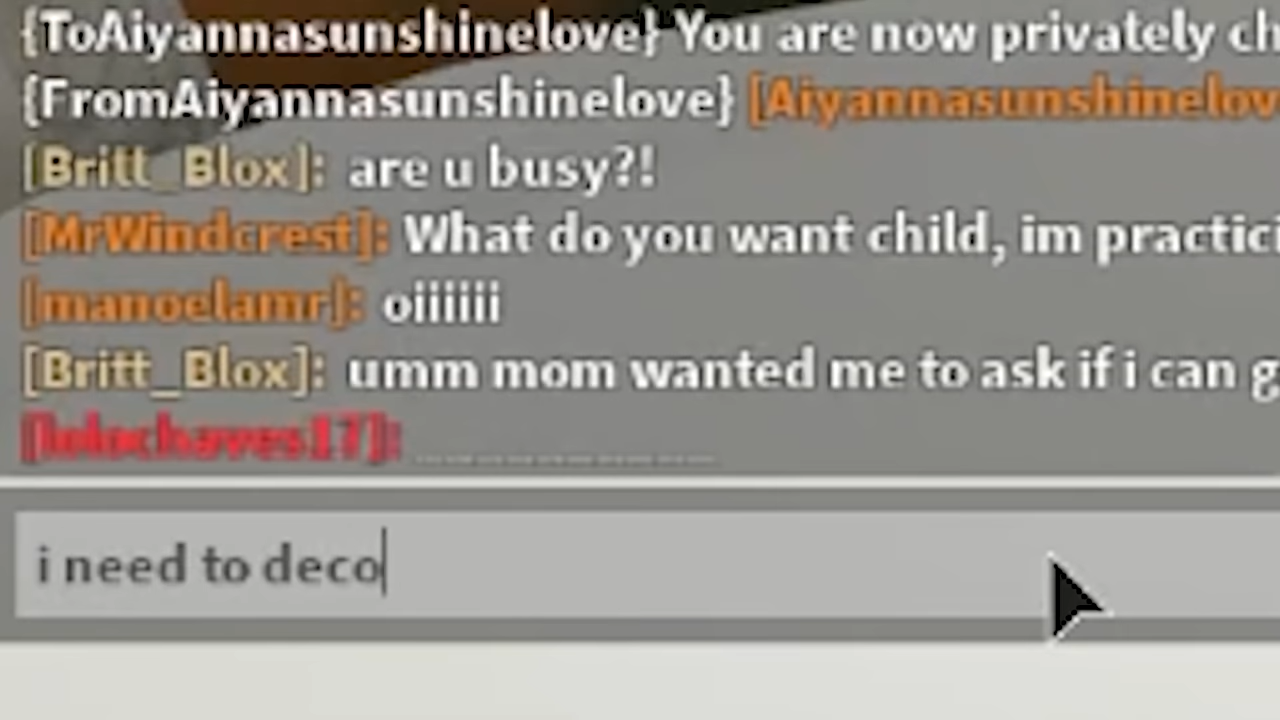 {ToAiyannasunshinelove} You are now privately ch
{FromAiyannasunshinelove} [Aiyannasunshinelov
[Britt_Blox]: are u busy?!
[MrWindcrest]: What do you want child, im practici
[manoelamr]: oiiiiii
[Britt_Blox]: umm mom wanted me to ask if i can g
[lolochaves17]: _ _ _ _ _ _ _ _ _ _
i need to deco